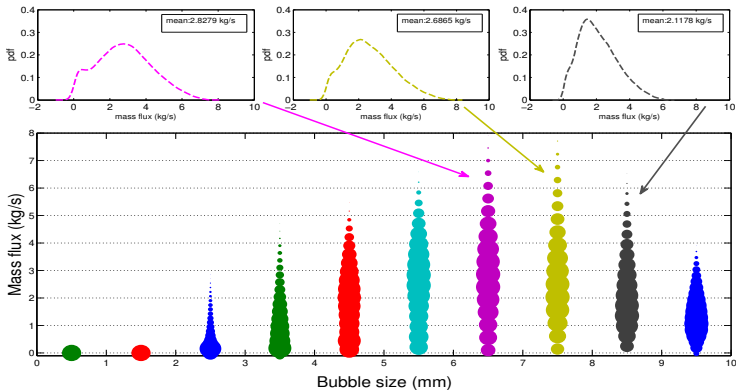 mean:2.8279 kg/s
mean:2.6865 kg/s
mean:2.1178 kg/s
pdf
0.4
0.3
0.2
0.1
0
−2 0 2 4 6 8 10
mass flux (kg/s)
pdf
0.4
0.3
0.2
0.1
0
−2 0 2 4 6 8 10
mass flux (kg/s)
pdf
0.4
0.3
0.2
0.1
0
−2 0 2 4 6 8 10
mass flux (kg/s)
Mass flux (kg/s)
8
7
6
5
4
3
2
1
0
0 1 2 3 4 5 6 7 8 9 10
Bubble size (mm)